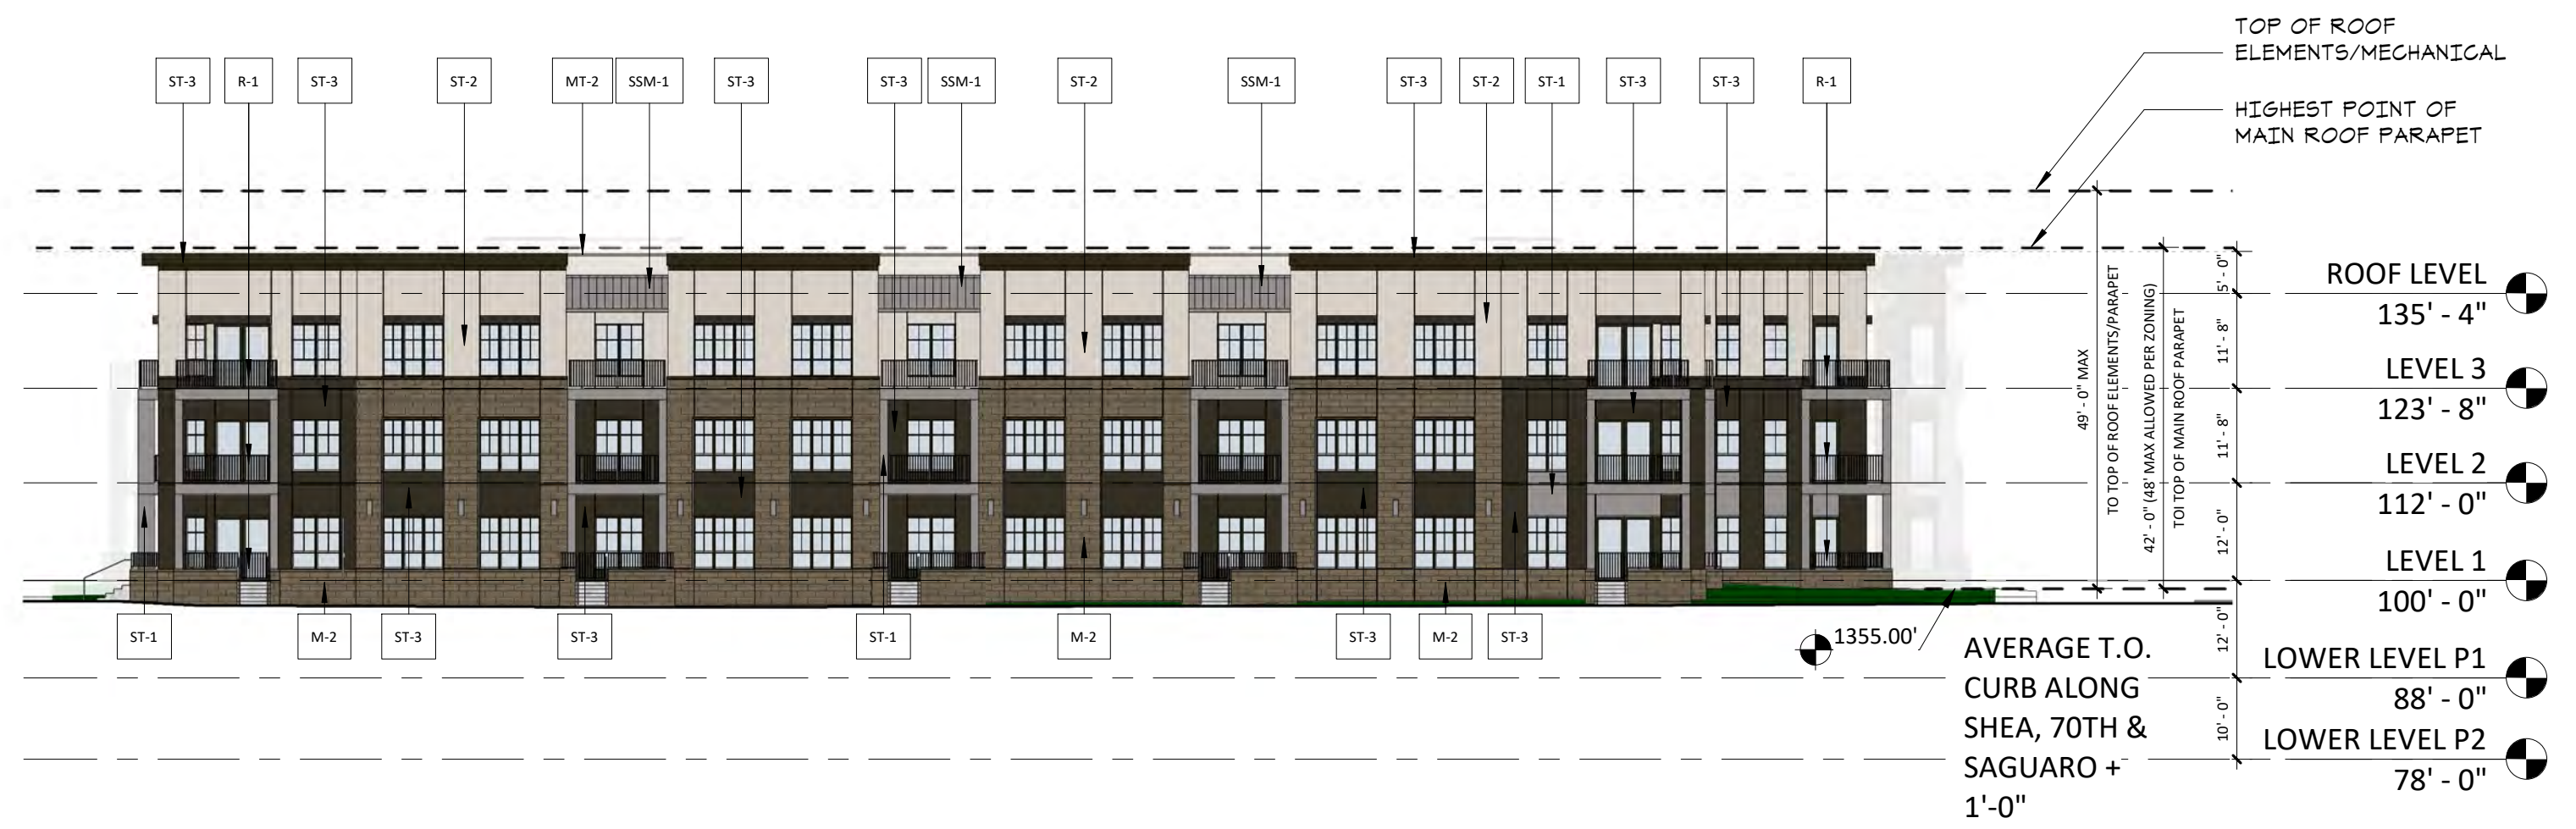 TOP OF ROOF
ELEMENTS/MECHANICAL
HIGHEST POINT OF
MAIN ROOF PARAPET
ST-3
R-1
ST-3
ST-2
MT-2
SSM-1
ST-3
ST-3
SSM-1
ST-2
SSM-1
ST-3
ST-2
ST-1
ST-3
ST-3
R-1
49' - 0" MAX
TO TOP OF ROOF ELEMENTS/PARAPET
42' - 0" (48' MAX ALLOWED PER ZONING)
TOI TOP OF MAIN ROOF PARAPET
5' - 0"
11' - 8"
11' - 8"
12' - 0"
12' - 0"
10' - 0"
ROOF LEVEL
135' - 4"
LEVEL 3
123' - 8"
LEVEL 2
112' - 0"
LEVEL 1
100' - 0"
LOWER LEVEL P1
88' - 0"
LOWER LEVEL P2
78' - 0"
ST-1
M-2
ST-3
ST-3
ST-1
M-2
ST-3
M-2
ST-3
1355.00'
AVERAGE T.O.
CURB ALONG
SHEA, 70TH &
SAGUARO +
1'-0"